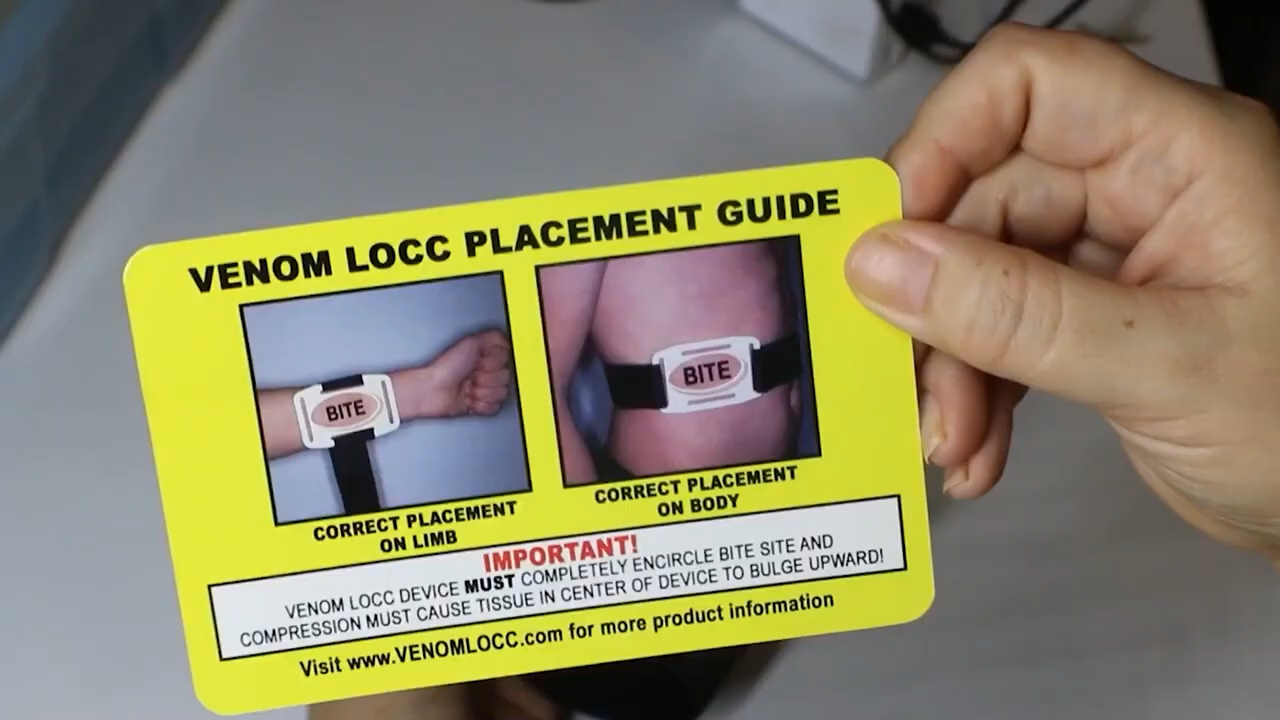 VENOM LOCC PLACEMENT GUIDE
BITE
BITE
CORRECT PLACEMENT
ON LIMB
CORRECT PLACEMENT
ON BODY
IMPORTANT!
VENOM LOCC DEVICE MUST COMPLETELY ENCIRCLE BITE SITE AND
COMPRESSION MUST CAUSE TISSUE IN CENTER OF DEVICE TO BULGE UPWARD!
Visit www.VENOMLOCC.com for more product information